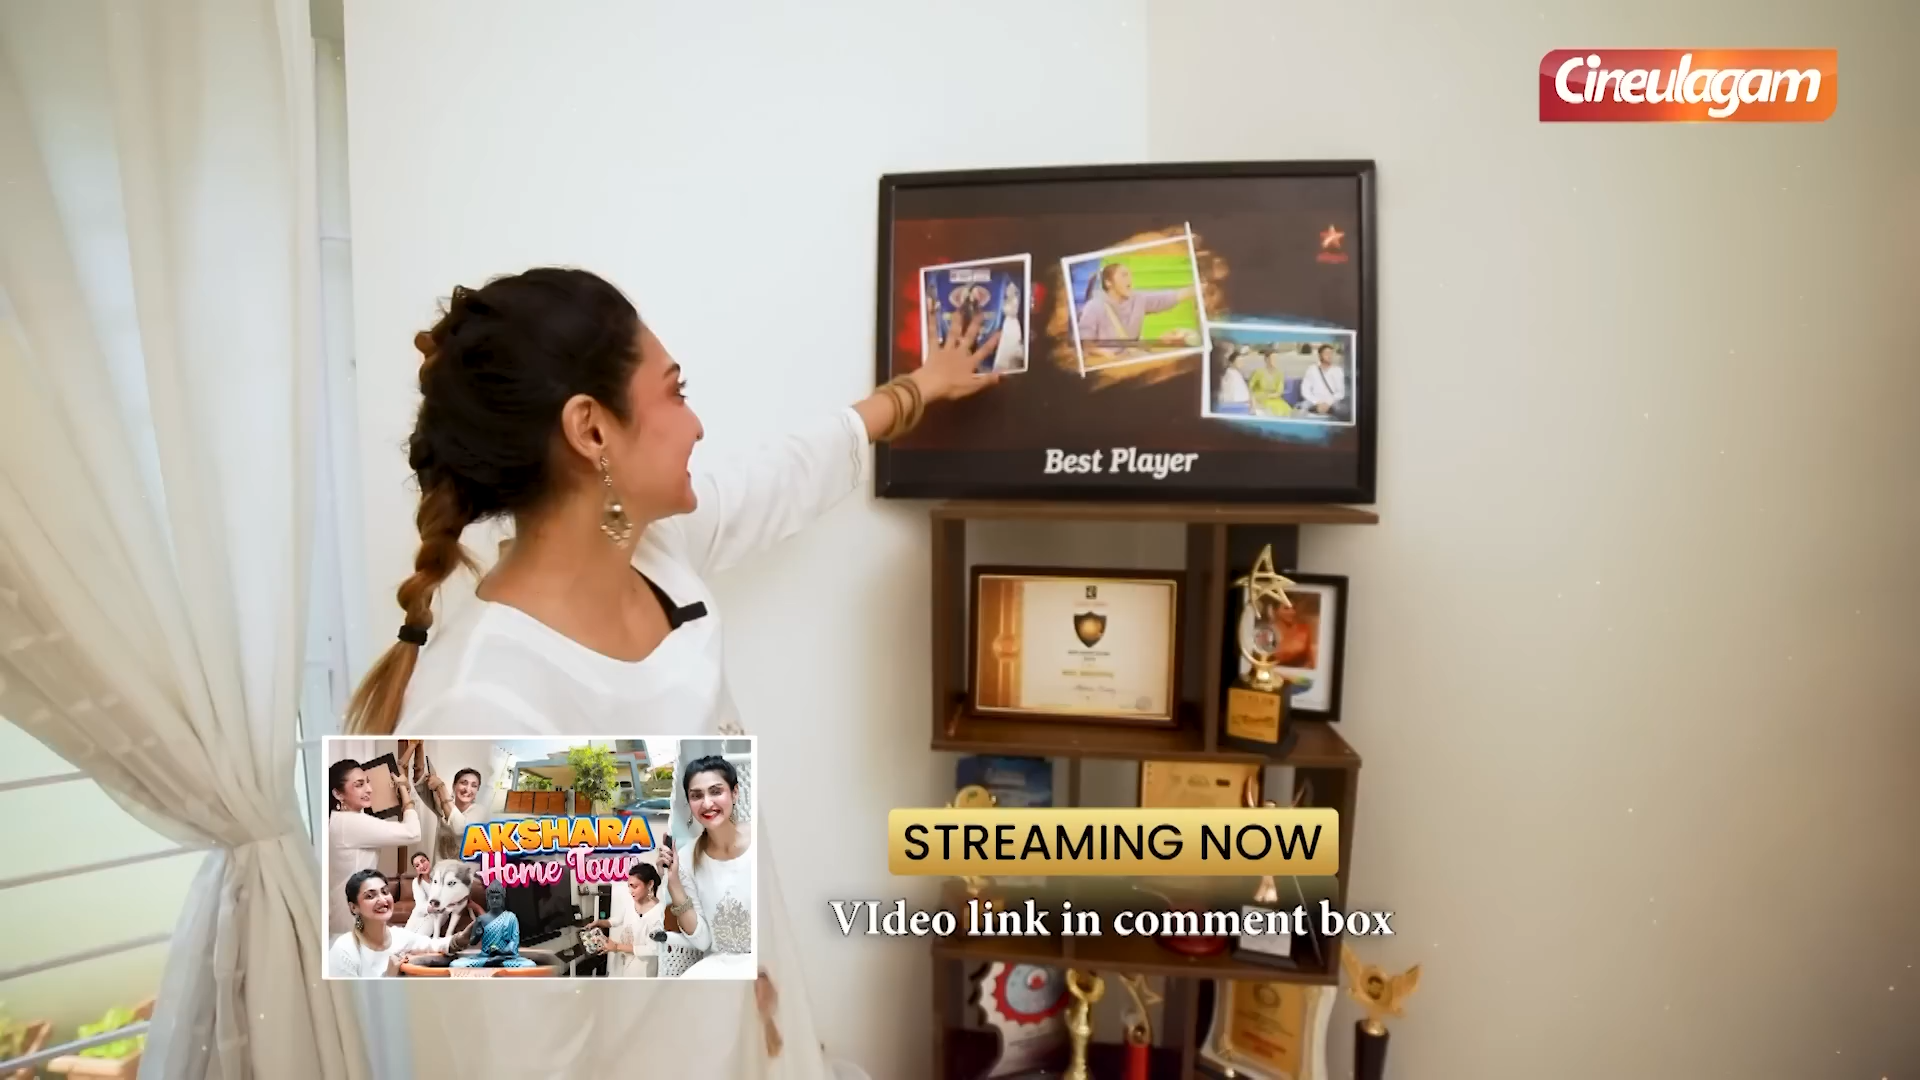 Cineulagam
Best Player
AKSHARA
Home Tour
STREAMING NOW
VIdeo link in comment box